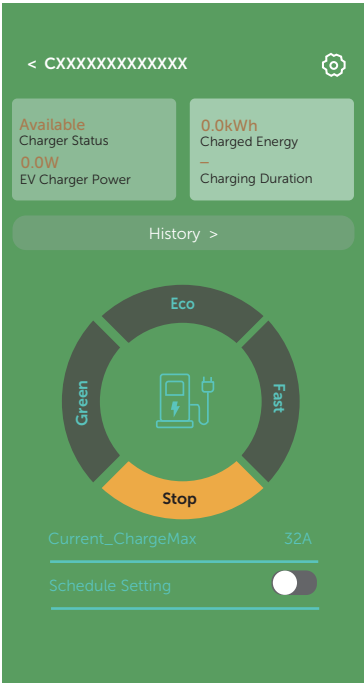 < CXXXXXXXXXXXXX
Available
Charger Status
0.0W
EV Charger Power
0.0kWh
Charged Energy
–
Charging Duration
History >
Eco
Green
Fast
Stop
Current_ChargeMax 32A
Schedule Setting